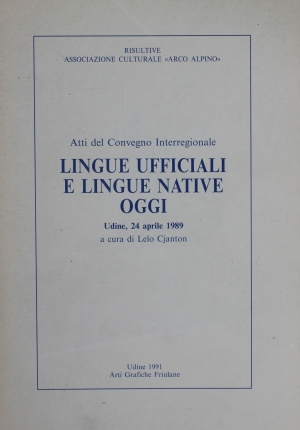 RISULTIVE
ASSOCIAZIONE CULTURALE «ARCO ALPINO»
Atti del Convegno Interregionale
LINGUE UFFICIALI
E LINGUE NATIVE
OGGI
Udine, 24 aprile 1989
a cura di Lelo Cjanton
Udine 1991
Arti Grafiche Friulane